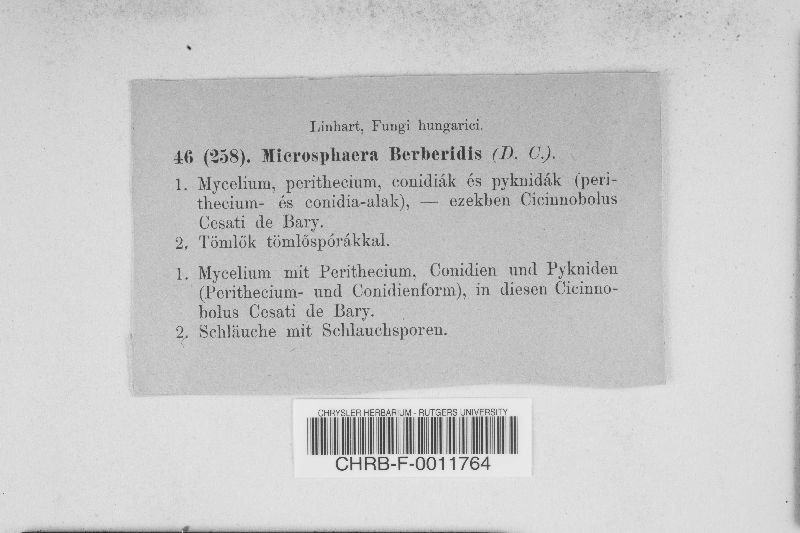 Linhart, Fungi hungarici.
46 (258). Microsphaera Berberidis (D. C.).
1. Mycelium, perithecium, conidiák és pyknidák (peri-
thecium- és conidia-alak), — ezekben Cicinnobolus
Cesati de Bary.
2. Tömlők tömlőspórákkal.
1. Mycelium mit Perithecium, Conidien und Pykniden
(Perithecium- und Conidienform), in diesen Cicinno-
bolus Cesati de Bary.
2. Schläuche mit Schlauchsporen.
CHRYSLER HERBARIUM - RUTGERS UNIVERSITY
CHRB-F-0011764